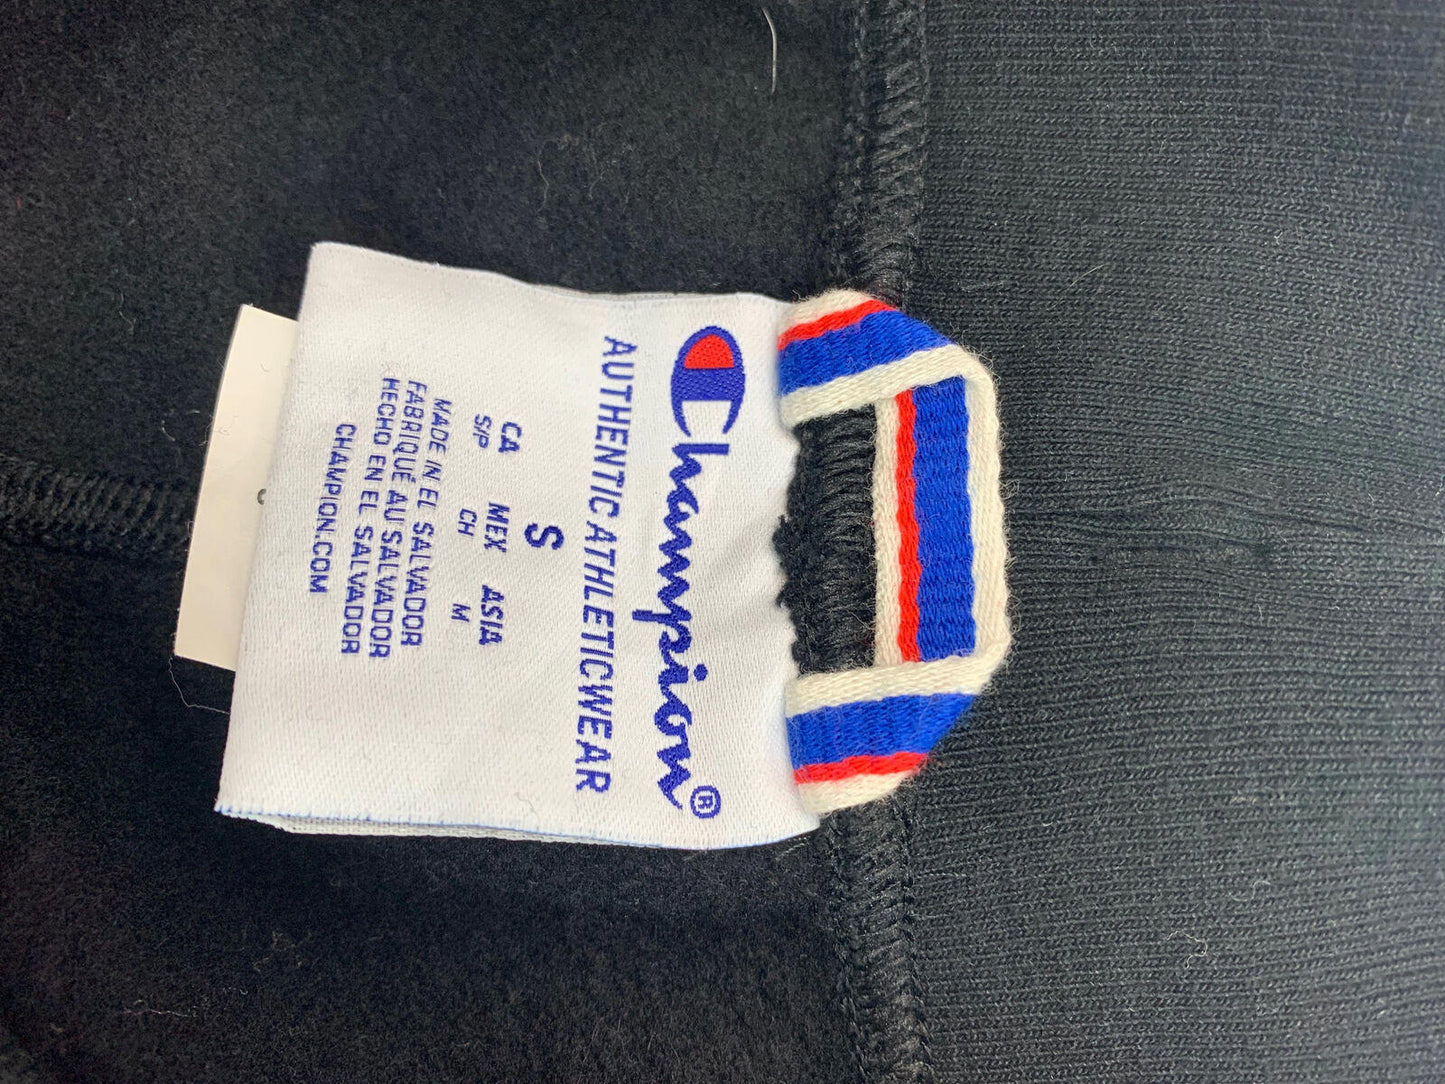 Champion®
AUTHENTIC ATHLETICWEAR
S
CA MEX ASIA
S/P CH M
MADE IN EL SALVADOR
FABRIQUÉ AU SALVADOR
HECHO EN EL SALVADOR
CHAMPION.COM